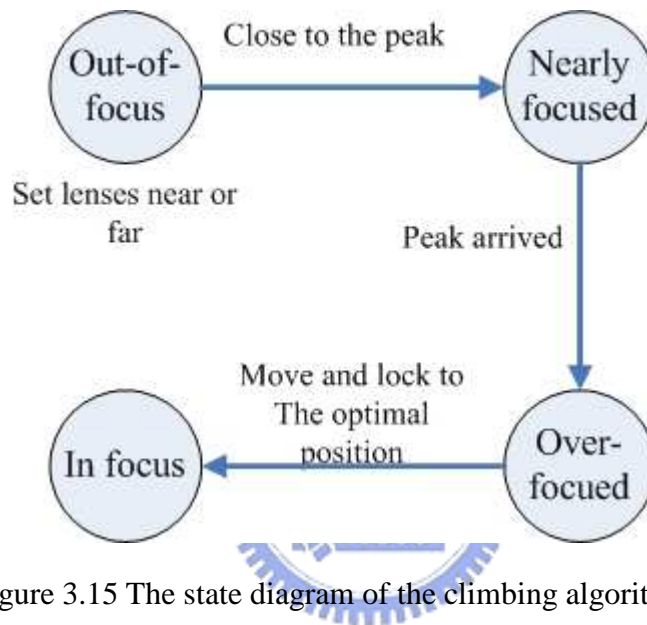 Close to the peak
Out-of-
focus
Nearly
focused
Set lenses near or
far
Peak arrived
Move and lock to
The optimal
position
In focus
Over-
focued
gure 3.15 The state diagram of the climbing algorit